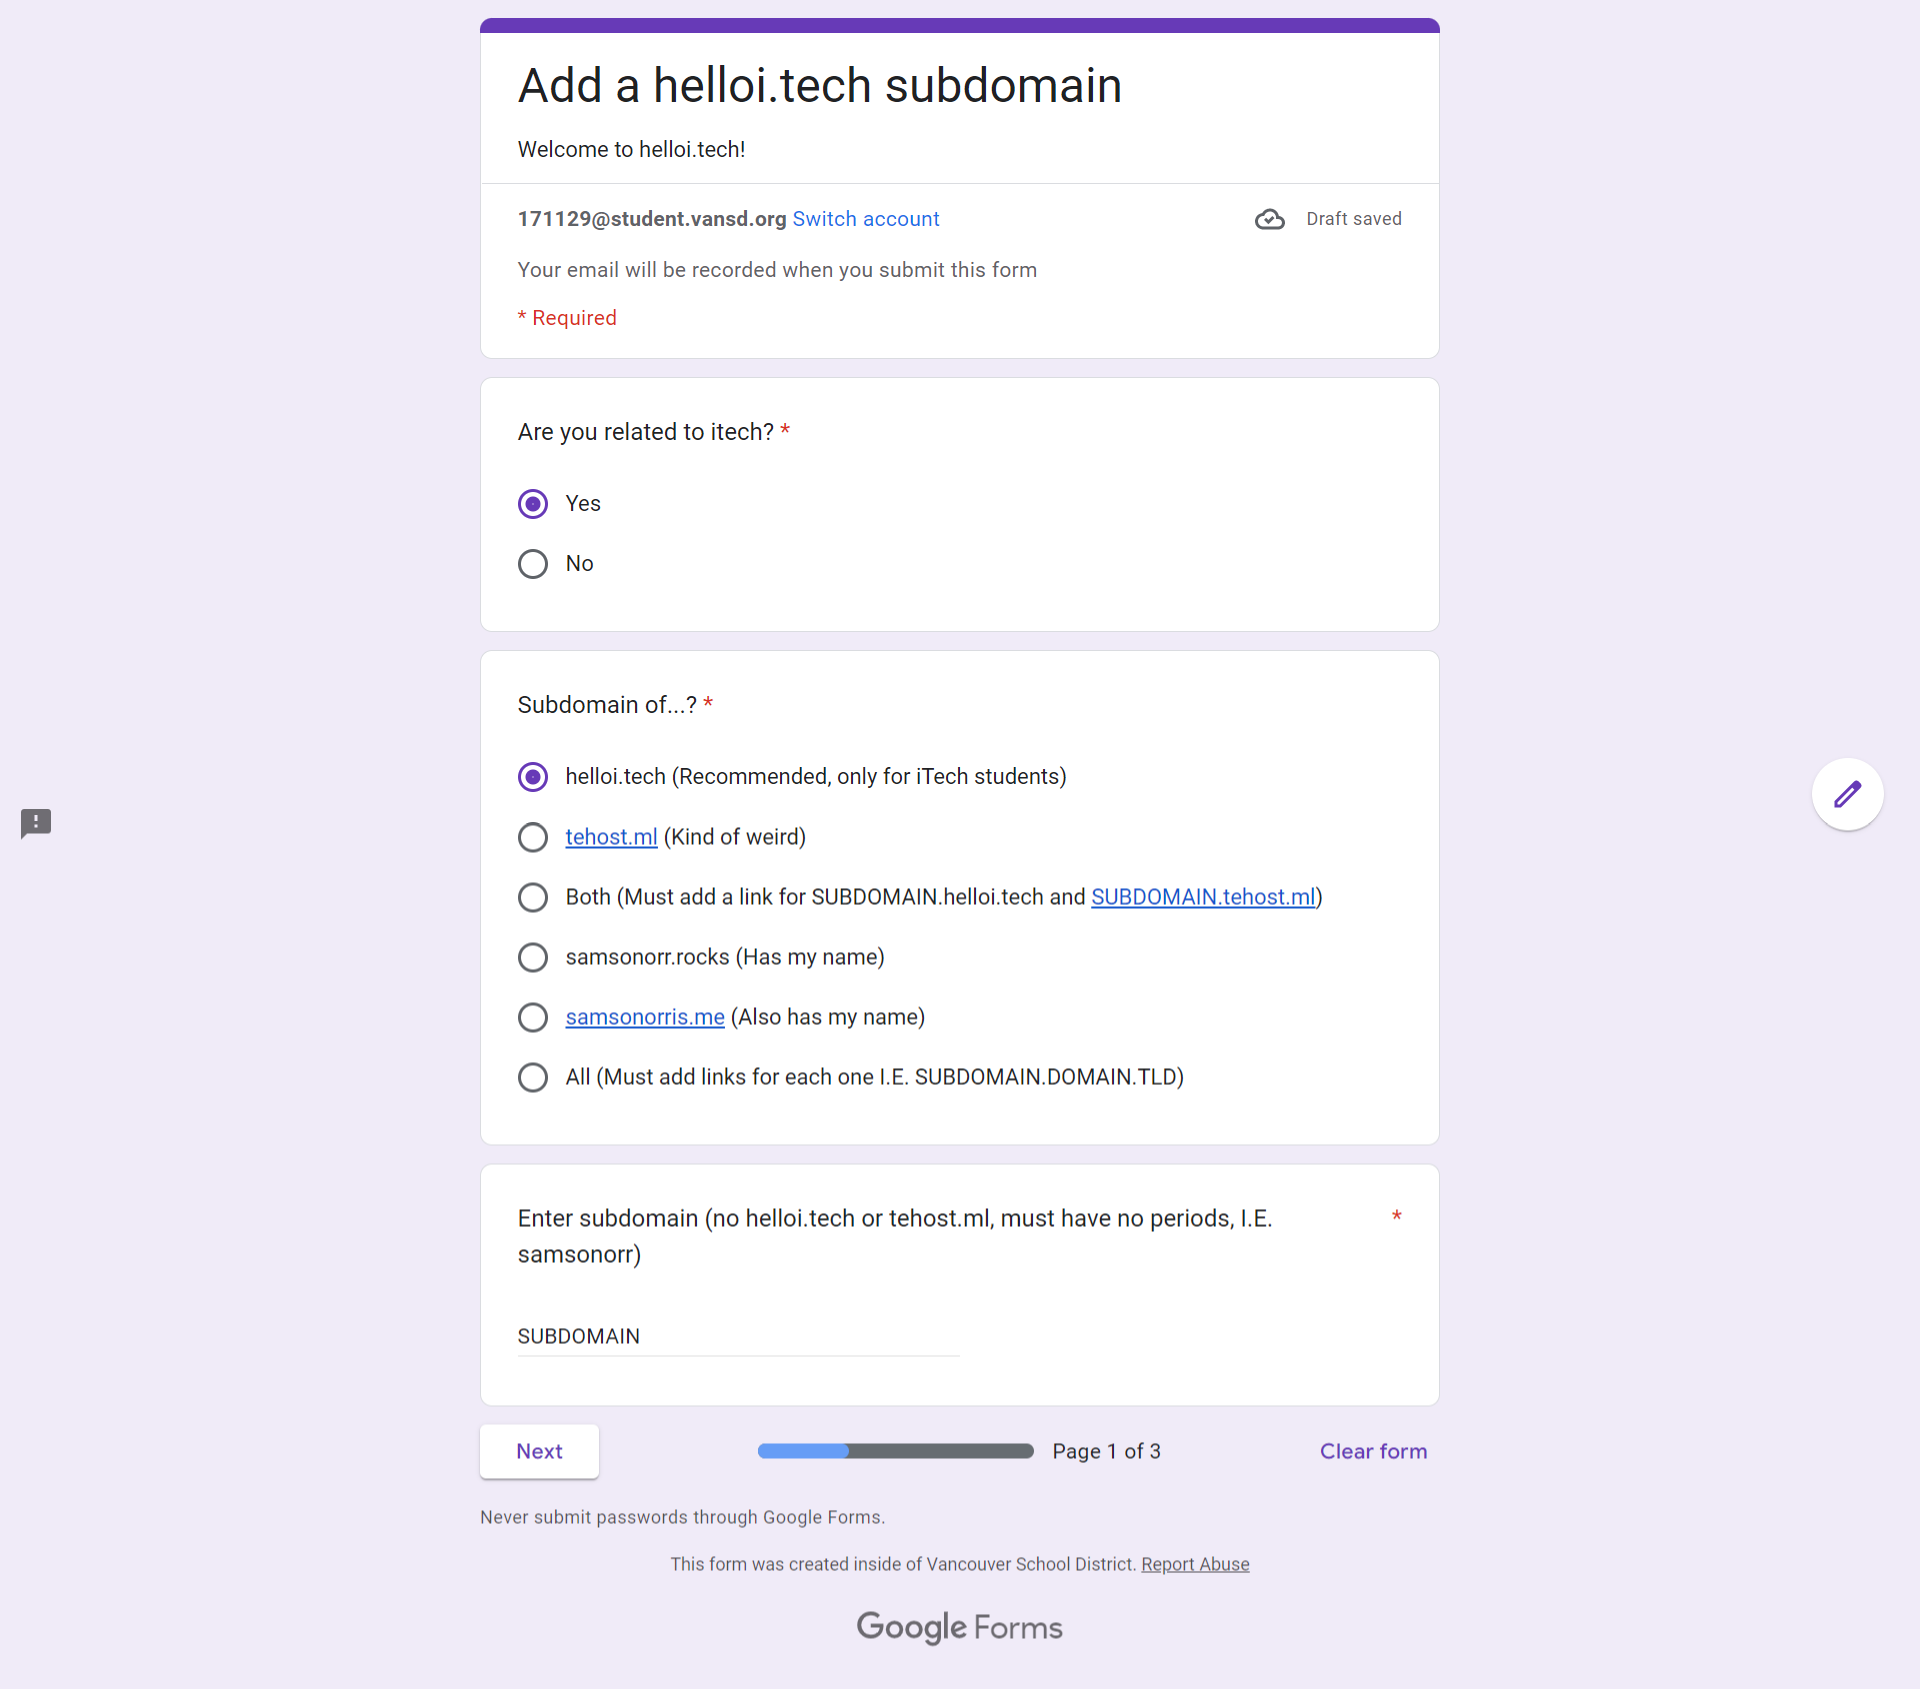 Add a helloi.tech subdomain
Welcome to helloi.tech!
171129@student.vansd.org Switch account
Draft saved
Your email will be recorded when you submit this form
* Required
Are you related to itech? *
Yes
No
Subdomain of...? *
helloi.tech (Recommended, only for iTech students)
tehost.ml (Kind of weird)
Both (Must add a link for SUBDOMAIN.helloi.tech and SUBDOMAIN.tehost.ml)
samsonorr.rocks (Has my name)
samsonorris.me (Also has my name)
All (Must add links for each one I.E. SUBDOMAIN.DOMAIN.TLD)
Enter subdomain (no helloi.tech or tehost.ml, must have no periods, I.E. *
samsonorr)
SUBDOMAIN
Next
Page 1 of 3
Clear form
Never submit passwords through Google Forms.
This form was created inside of Vancouver School District. Report Abuse
Google Forms